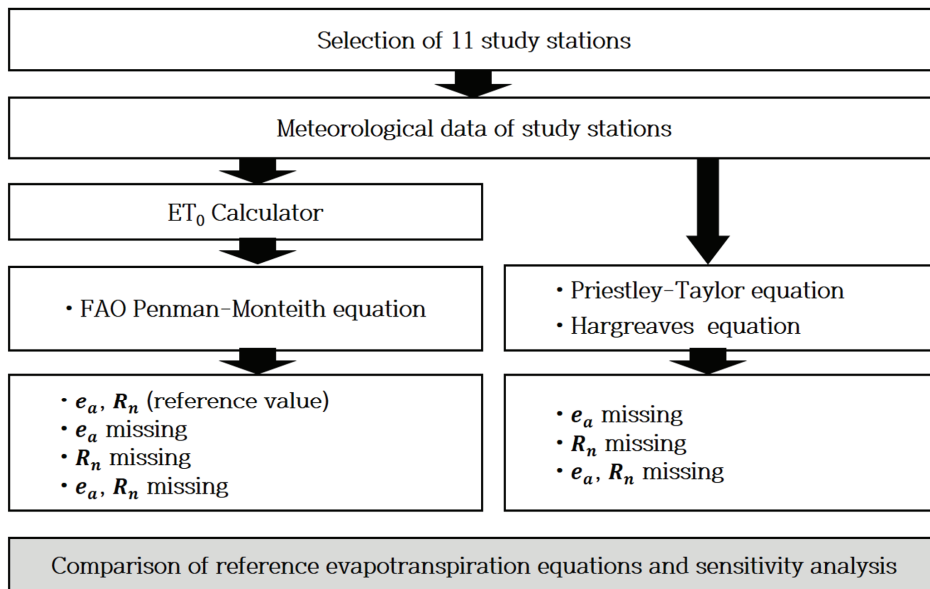 Selection of 11 study stations
Meteorological data of study stations
ET₀ Calculator
· FAO Penman-Monteith equation
· Priestley-Taylor equation
· Hargreaves equation
· eₐ, Rₙ (reference value)
· eₐ missing
· Rₙ missing
· eₐ, Rₙ missing
· eₐ missing
· Rₙ missing
· eₐ, Rₙ missing
Comparison of reference evapotranspiration equations and sensitivity analysis